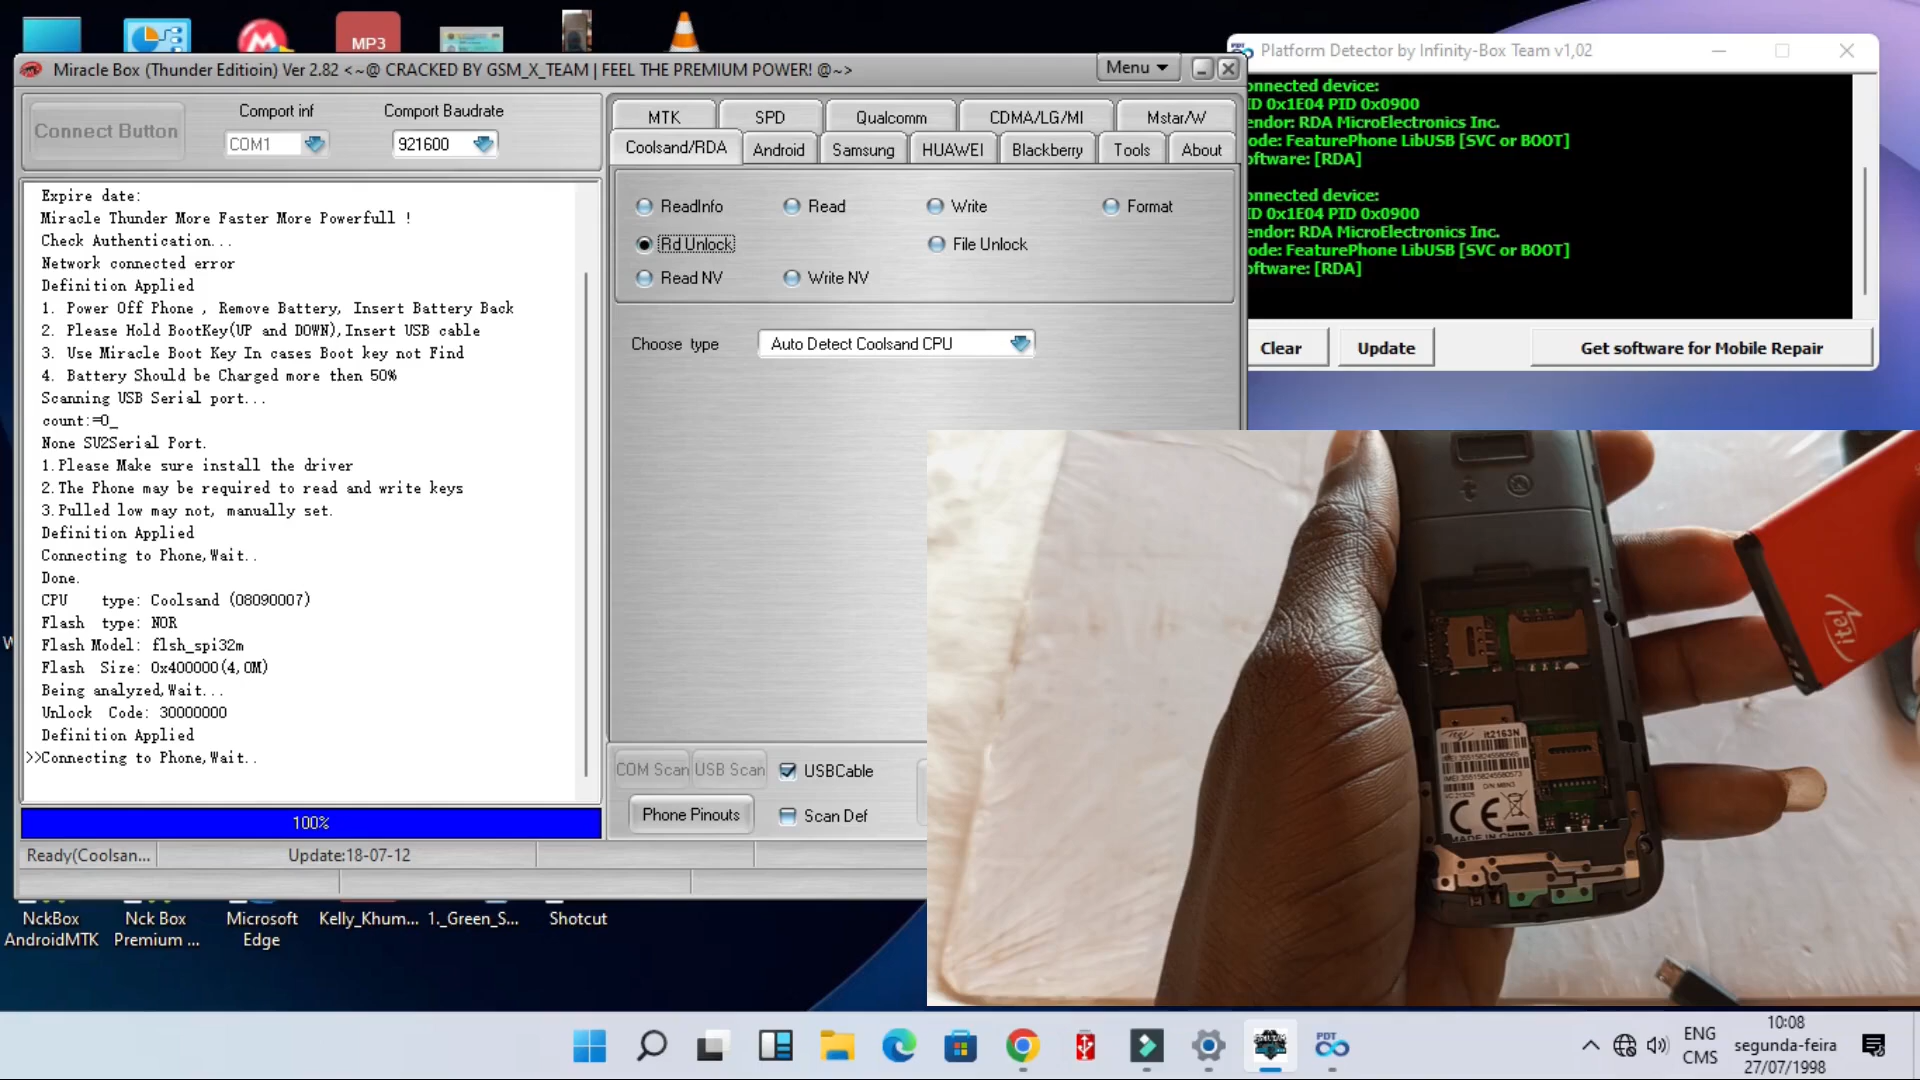 MP3
Miracle Box (Thunder Editioin) Ver 2.82 <~@ CRACKED BY GSM_X_TEAM | FEEL THE PREMIUM POWER! @~>
Menu
Connect Button
Comport inf
COM1
Comport Baudrate
921600
Expire date:
Miracle Thunder More Faster More Powerfull !
Check Authentication...
Network connected error
Definition Applied
1. Power Off Phone , Remove Battery, Insert Battery Back
2. Please Hold BootKey(UP and DOWN),Insert USB cable
3. Use Miracle Boot Key In cases Boot key not Find
4. Battery Should be Charged more then 50%
Scanning USB Serial port...
count:=0_
None SU2Serial Port.
1.Please Make sure install the driver
2.The Phone may be required to read and write keys
3.Pulled low may not, manually set.
Definition Applied
Connecting to Phone,Wait..
Done.
CPU type: Coolsand (08090007)
Flash type: NOR
Flash Model: flsh_spi32m
Flash Size: 0x400000(4,0M)
Being analyzed,Wait...
Unlock Code: 30000000
Definition Applied
>>Connecting to Phone,Wait..
100%
Ready(Coolsan...
Update:18-07-12
MTK
SPD
Qualcomm
CDMA/LG/MI
Mstar/W
Coolsand/RDA
Android
Samsung
HUAWEI
Blackberry
Tools
About
ReadInfo
Read
Write
Format
Rd Unlock
File Unlock
Read NV
Write NV
Choose type
Auto Detect Coolsand CPU
COM Scan
USB Scan
USBCable
Phone Pinouts
Scan Def
Platform Detector by Infinity-Box Team v1,02
onnected device:
ID 0x1E04 PID 0x0900
endor: RDA MicroElectronics Inc.
ode: FeaturePhone LibUSB [SVC or BOOT]
oftware: [RDA]
onnected device:
ID 0x1E04 PID 0x0900
endor: RDA MicroElectronics Inc.
ode: FeaturePhone LibUSB [SVC or BOOT]
oftware: [RDA]
Clear
Update
Get software for Mobile Repair
itel
itel
it2163N
CE
MADE IN CHINA
NckBox
AndroidMTK
Nck Box
Premium ...
Microsoft
Edge
Kelly_Khum...
1._Green_S...
Shotcut
PDT
ENG
CMS
10:08
segunda-feira
27/07/1998